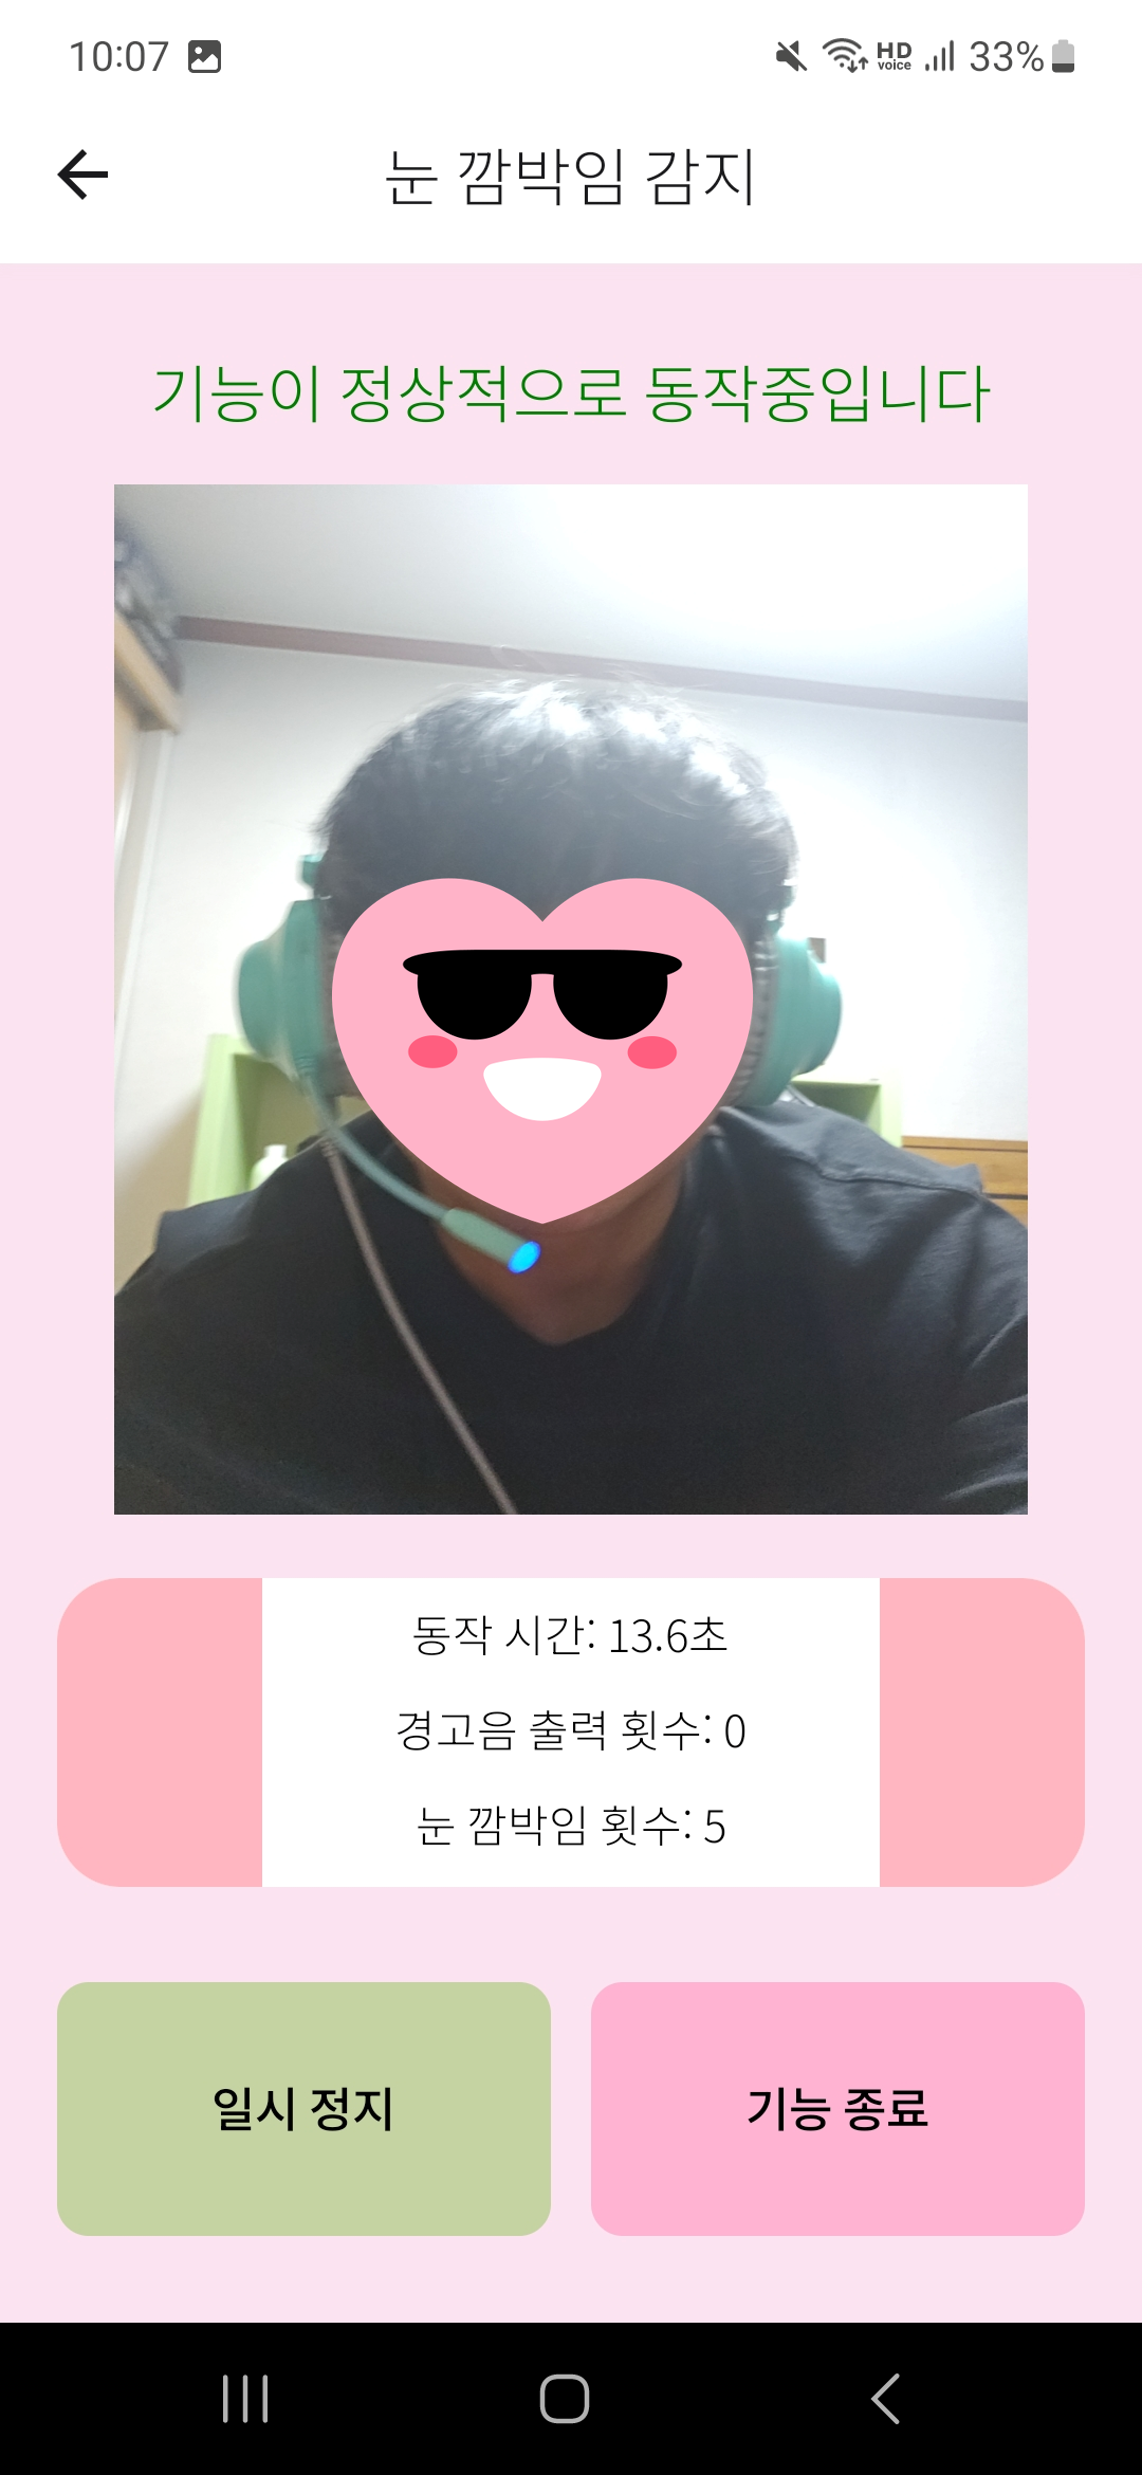 10:07 HD voice 33%
눈 깜박임 감지
기능이 정상적으로 동작중입니다
동작 시간: 13.6초
경고음 출력 횟수: 0
눈 깜박임 횟수: 5
일시 정지 기능 종료